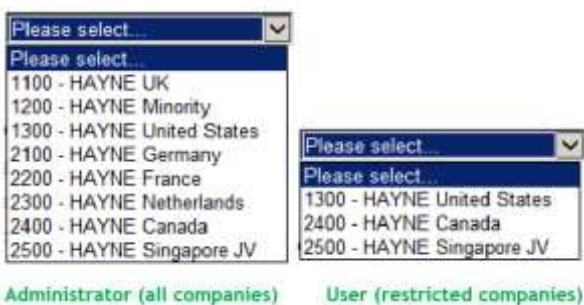 Please select...
Please select...
1100 - HAYNE UK
1200 - HAYNE Minority
1300 - HAYNE United States
2100 - HAYNE Germany
2200 - HAYNE France
2300 - HAYNE Netherlands
2400 - HAYNE Canada
2500 - HAYNE Singapore JV
Administrator (all companies)
Please select...
Please select...
1300 - HAYNE United States
2400 - HAYNE Canada
2500 - HAYNE Singapore JV
User (restricted companies)